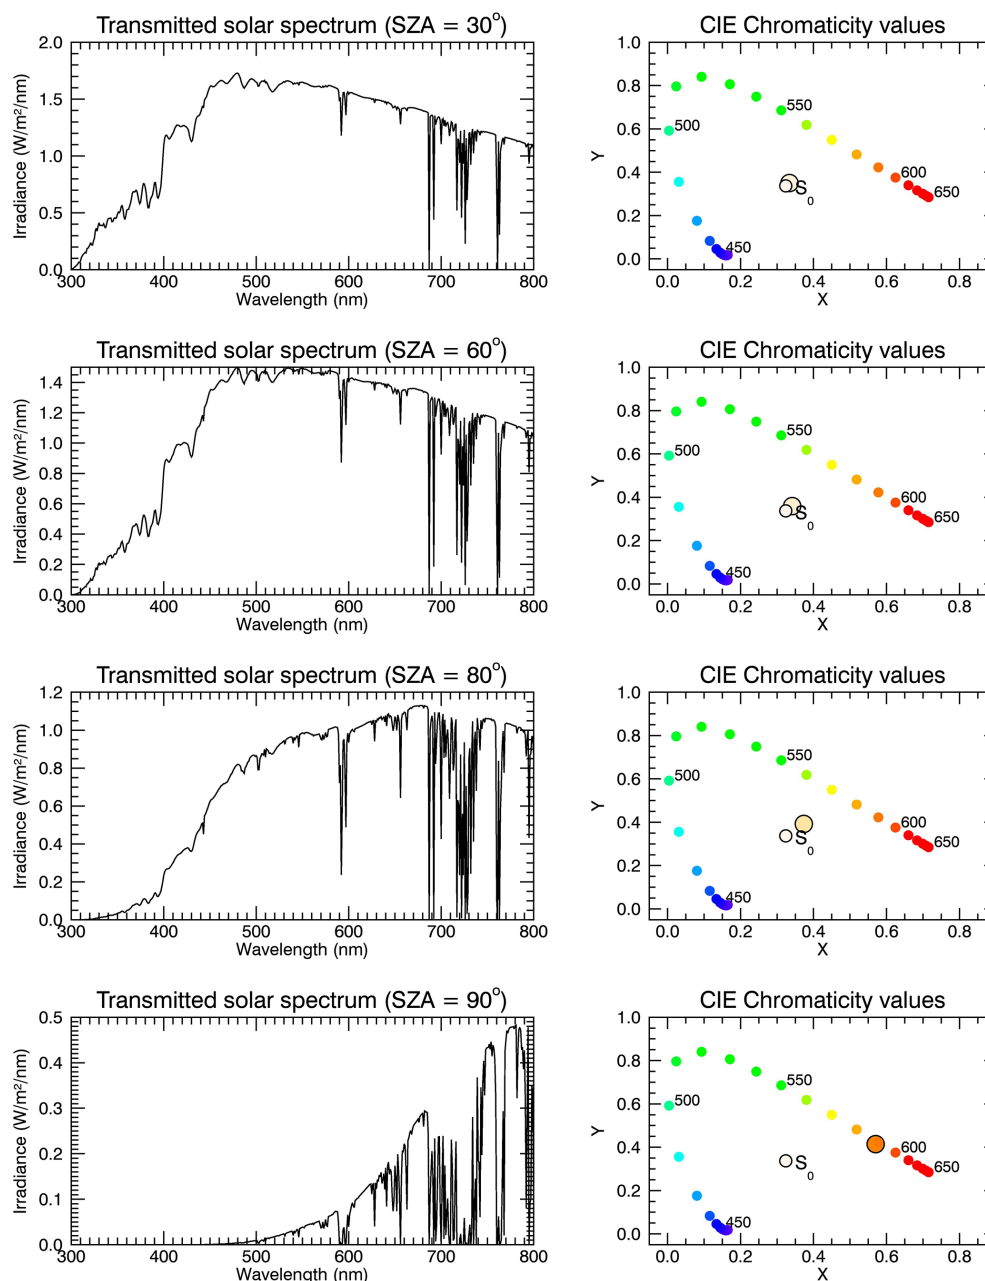 Transmitted solar spectrum (SZA = 30°)
CIE Chromaticity values
Irradiance (W/m²/nm)
2.0
1.5
1.0
0.5
0.0
300 400 500 600 700 800
Wavelength (nm)
Y
1.0
0.8
0.6
0.4
0.2
0.0
500
550
600
650
450
S₀
0.0 0.2 0.4 0.6 0.8
X
Transmitted solar spectrum (SZA = 60°)
CIE Chromaticity values
Irradiance (W/m²/nm)
1.4
1.2
1.0
0.8
0.6
0.4
0.2
0.0
300 400 500 600 700 800
Wavelength (nm)
Y
1.0
0.8
0.6
0.4
0.2
0.0
500
550
600
650
450
S₀
0.0 0.2 0.4 0.6 0.8
X
Transmitted solar spectrum (SZA = 80°)
CIE Chromaticity values
Irradiance (W/m²/nm)
1.2
1.0
0.8
0.6
0.4
0.2
0.0
300 400 500 600 700 800
Wavelength (nm)
Y
1.0
0.8
0.6
0.4
0.2
0.0
500
550
600
650
450
S₀
0.0 0.2 0.4 0.6 0.8
X
Transmitted solar spectrum (SZA = 90°)
CIE Chromaticity values
Irradiance (W/m²/nm)
0.5
0.4
0.3
0.2
0.1
0.0
300 400 500 600 700 800
Wavelength (nm)
Y
1.0
0.8
0.6
0.4
0.2
0.0
500
550
600
650
450
S₀
0.0 0.2 0.4 0.6 0.8
X